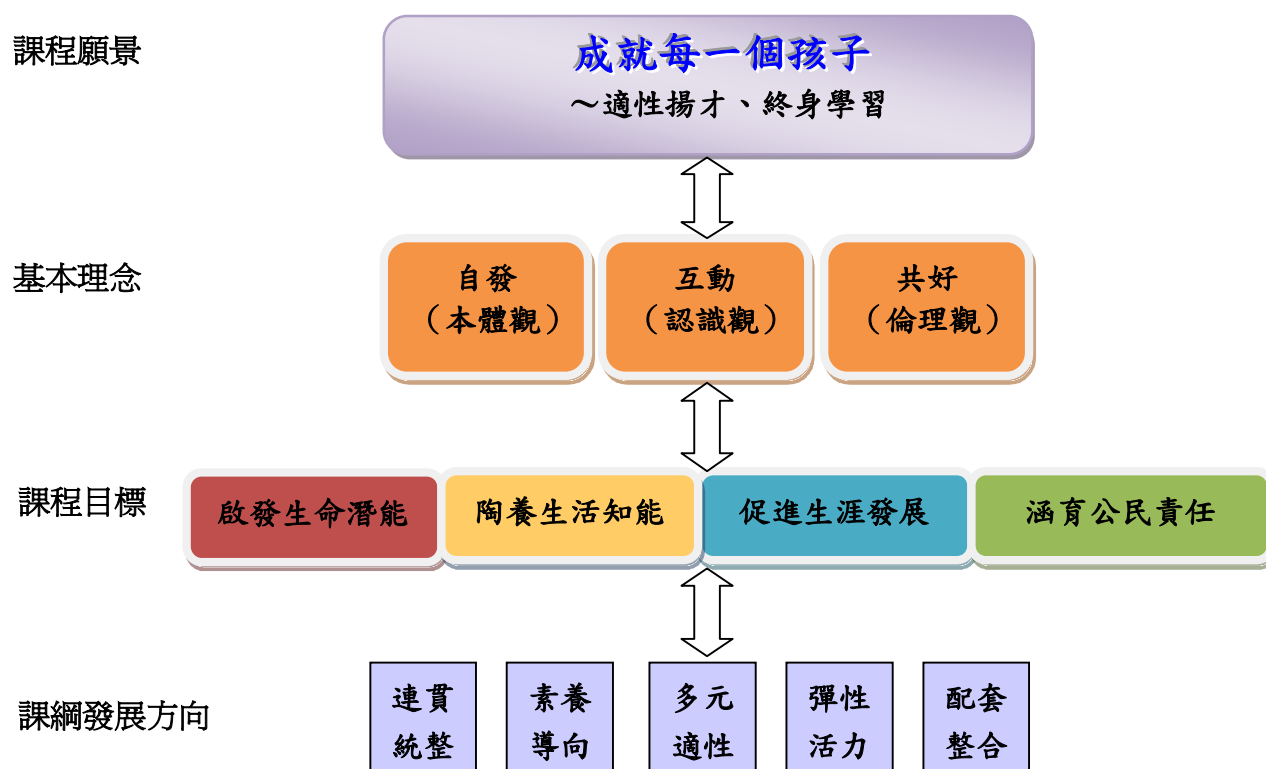 課程願景
成就每一個孩子
～適性揚才、終身學習
基本理念
自發
（本體觀）
互動
（認識觀）
共好
（倫理觀）
課程目標
啟發生命潛能
陶養生活知能
促進生涯發展
涵育公民責任
課綱發展方向
連貫
統整
素養
導向
多元
適性
彈性
活力
配套
整合